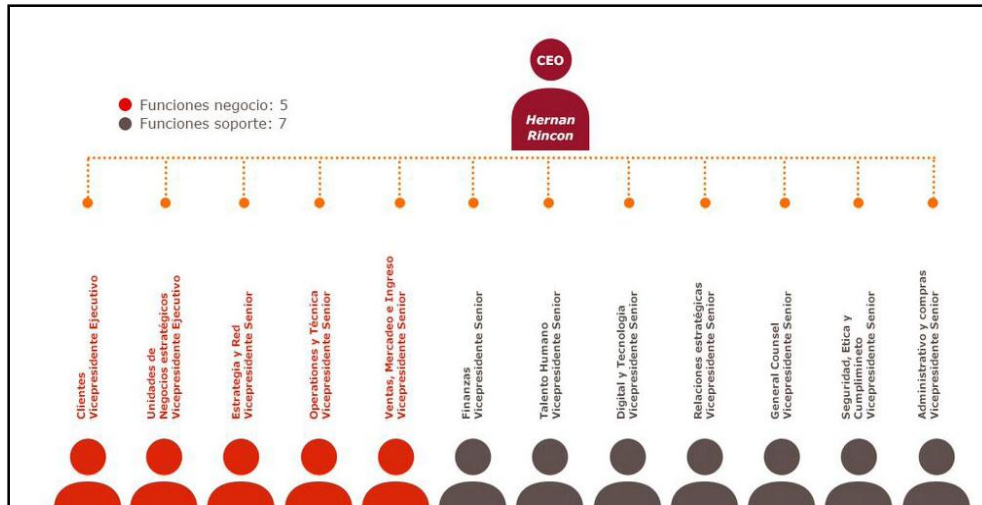 CEO
Hernan
Rincon
Funciones negocio: 5
Funciones soporte: 7
Clientes
Vicepresidente Ejecutivo
Unidades de
Negocios estratégicos
Vicepresidente Ejecutivo
Estrategia y Red
Vicepresidente Senior
Operationes y Técnica
Vicepresidente Senior
Ventas, Mercadeo e Ingreso
Vicepresidente Senior
Finanzas
Vicepresidente Senior
Talento Humano
Vicepresidente Senior
Digital y Tecnología
Vicepresidente Senior
Relaciones estratégicas
Vicepresidente Senior
General Counsel
Vicepresidente Senior
Seguridad, Etica y
Cumplimineto
Vicepresidente Senior
Administrativo y compras
Vicepresidente Senior